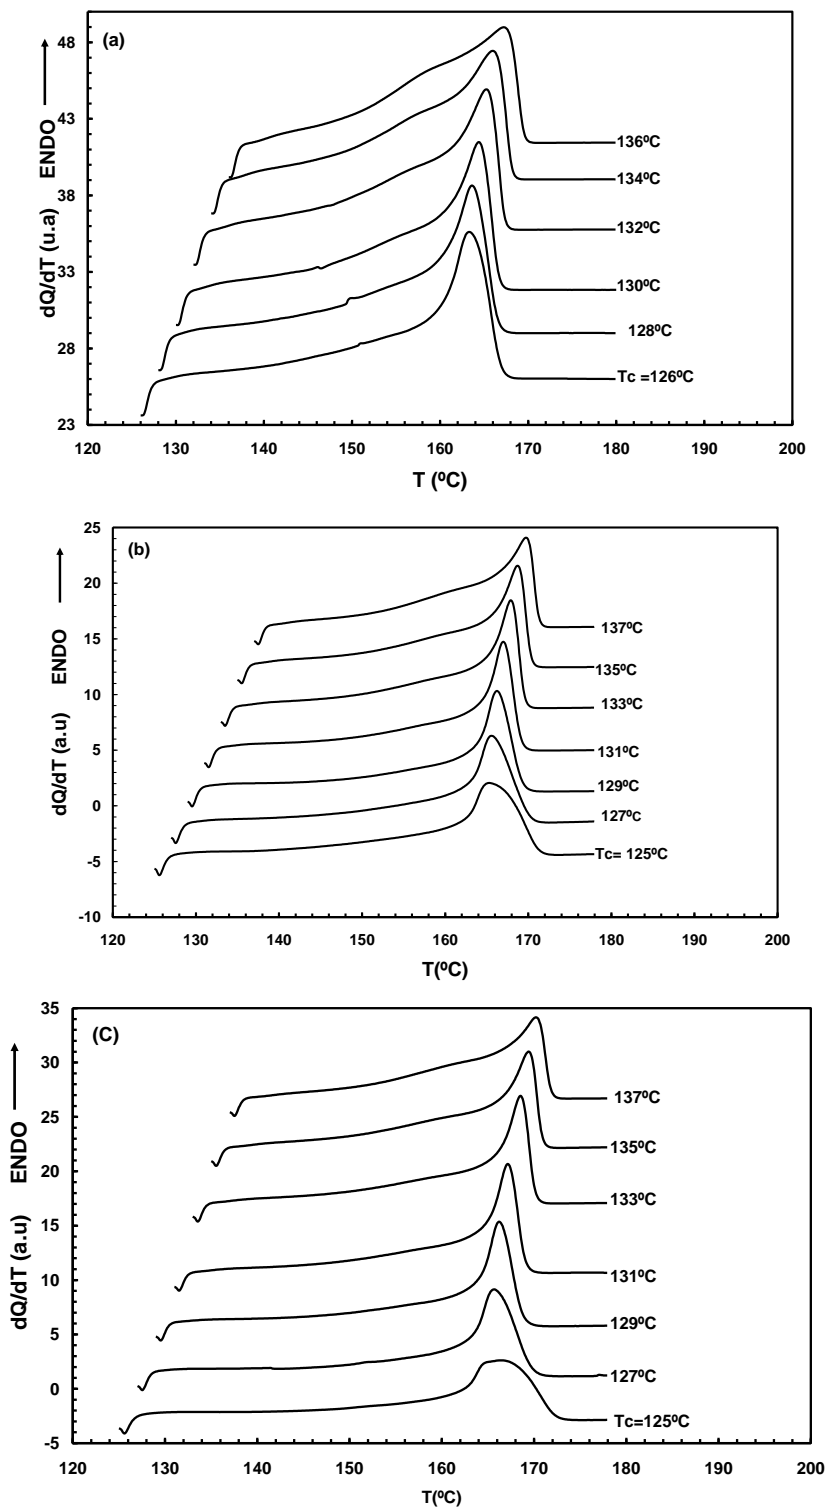 (a)
48
136ºC
43
134ºC
38
132ºC
33
130ºC
128ºC
28
Tc =126ºC
23
120 130 140 150 160 170 180 190 200
T (ºC)
dQ/dT (u.a) ENDO
25
(b)
20
137ºC
15
135ºC
10
133ºC
5
131ºC
129ºC
0
127ºC
Tc= 125ºC
-5
-10
120 130 140 150 160 170 180 190 200
T(ºC)
dQ/dT (a.u) ENDO
35
(C)
30
137ºC
25
135ºC
20
133ºC
15
131ºC
10
129ºC
5
127ºC
0
Tc=125ºC
-5
120 130 140 150 160 170 180 190 200
T(ºC)
dQ/dT (a.u) ENDO